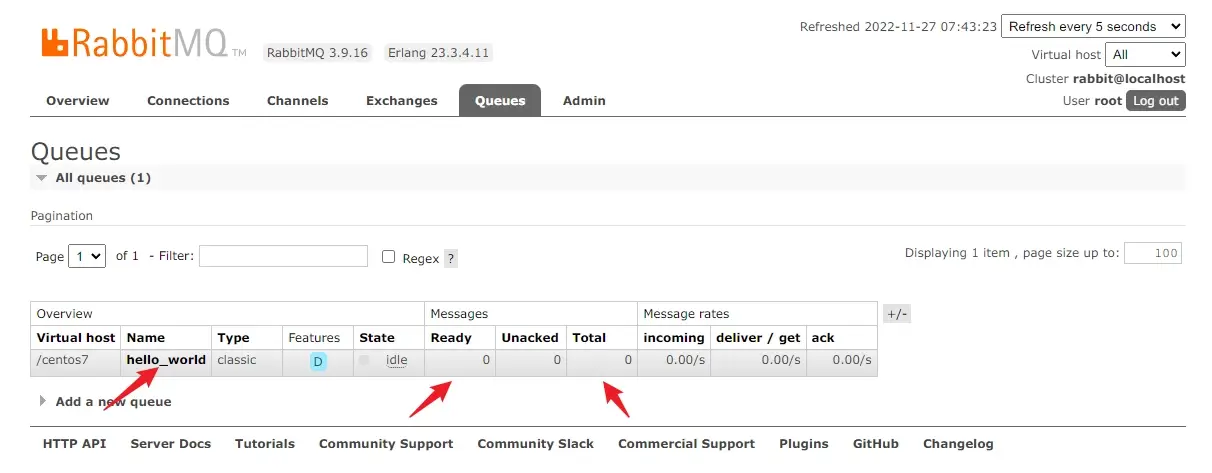 Refreshed 2022-11-27 07:43:23 Refresh every 5 seconds
RabbitMQ TM RabbitMQ 3.9.16 Erlang 23.3.4.11
Virtual host All
Cluster rabbit@localhost
User root Log out
Overview Connections Channels Exchanges Queues Admin
Queues
All queues (1)
Pagination
Page 1 of 1 - Filter: Regex ?
Displaying 1 item , page size up to: 100
Overview Messages Message rates +/-
Virtual host Name Type Features State Ready Unacked Total incoming deliver / get ack
/centos7 hello_world classic D idle 0 0 0 0.00/s 0.00/s 0.00/s
Add a new queue
HTTP API Server Docs Tutorials Community Support Community Slack Commercial Support Plugins GitHub Changelog